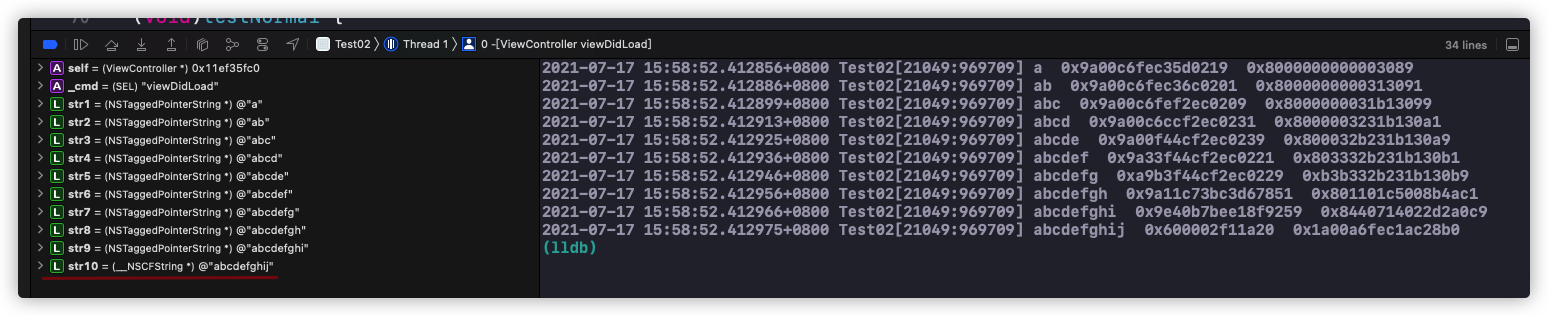 70 (void)testNormal {
Test02 〉 Thread 1 〉 0 -[ViewController viewDidLoad]
34 lines
A self = (ViewController *) 0x11ef35fc0
A _cmd = (SEL) "viewDidLoad"
L str1 = (NSTaggedPointerString *) @"a"
L str2 = (NSTaggedPointerString *) @"ab"
L str3 = (NSTaggedPointerString *) @"abc"
L str4 = (NSTaggedPointerString *) @"abcd"
L str5 = (NSTaggedPointerString *) @"abcde"
L str6 = (NSTaggedPointerString *) @"abcdef"
L str7 = (NSTaggedPointerString *) @"abcdefg"
L str8 = (NSTaggedPointerString *) @"abcdefgh"
L str9 = (NSTaggedPointerString *) @"abcdefghi"
L str10 = (__NSCFString *) @"abcdefghij"
2021-07-17 15:58:52.412856+0800 Test02[21049:969709] a 0x9a00c6fec35d0219 0x8000000000003089
2021-07-17 15:58:52.412886+0800 Test02[21049:969709] ab 0x9a00c6fec36c0201 0x8000000000313091
2021-07-17 15:58:52.412899+0800 Test02[21049:969709] abc 0x9a00c6fef2ec0209 0x8000000031b13099
2021-07-17 15:58:52.412913+0800 Test02[21049:969709] abcd 0x9a00c6ccf2ec0231 0x8000003231b130a1
2021-07-17 15:58:52.412925+0800 Test02[21049:969709] abcde 0x9a00f44cf2ec0239 0x800032b231b130a9
2021-07-17 15:58:52.412936+0800 Test02[21049:969709] abcdef 0x9a33f44cf2ec0221 0x803332b231b130b1
2021-07-17 15:58:52.412946+0800 Test02[21049:969709] abcdefg 0xa9b3f44cf2ec0229 0xb3b332b231b130b9
2021-07-17 15:58:52.412956+0800 Test02[21049:969709] abcdefgh 0x9a11c73bc3d67851 0x801101c5008b4ac1
2021-07-17 15:58:52.412966+0800 Test02[21049:969709] abcdefghi 0x9e40b7bee18f9259 0x8440714022d2a0c9
2021-07-17 15:58:52.412975+0800 Test02[21049:969709] abcdefghij 0x600002f11a20 0x1a00a6fec1ac28b0
(lldb)